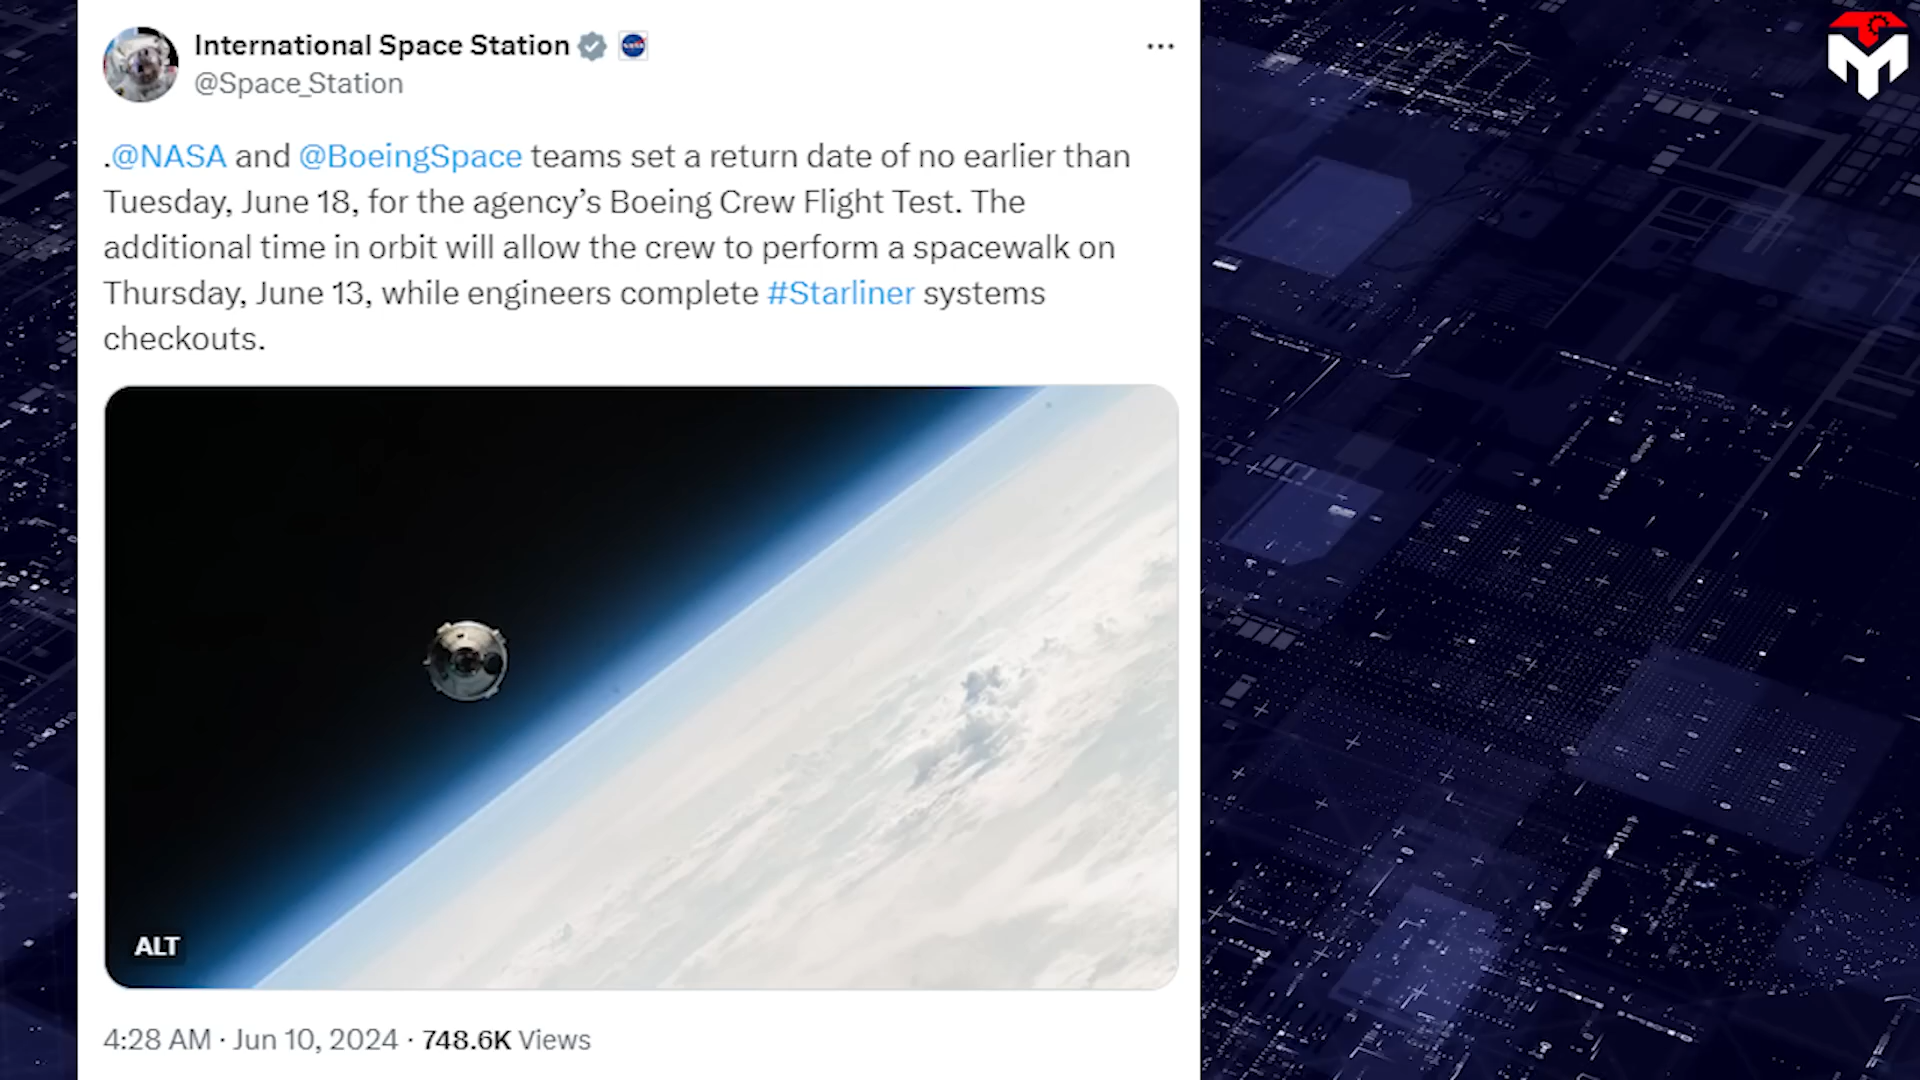 International Space Station
@Space_Station
.@NASA and @BoeingSpace teams set a return date of no earlier than
Tuesday, June 18, for the agency’s Boeing Crew Flight Test. The
additional time in orbit will allow the crew to perform a spacewalk on
Thursday, June 13, while engineers complete #Starliner systems
checkouts.
ALT
4:28 AM · Jun 10, 2024 · 748.6K Views